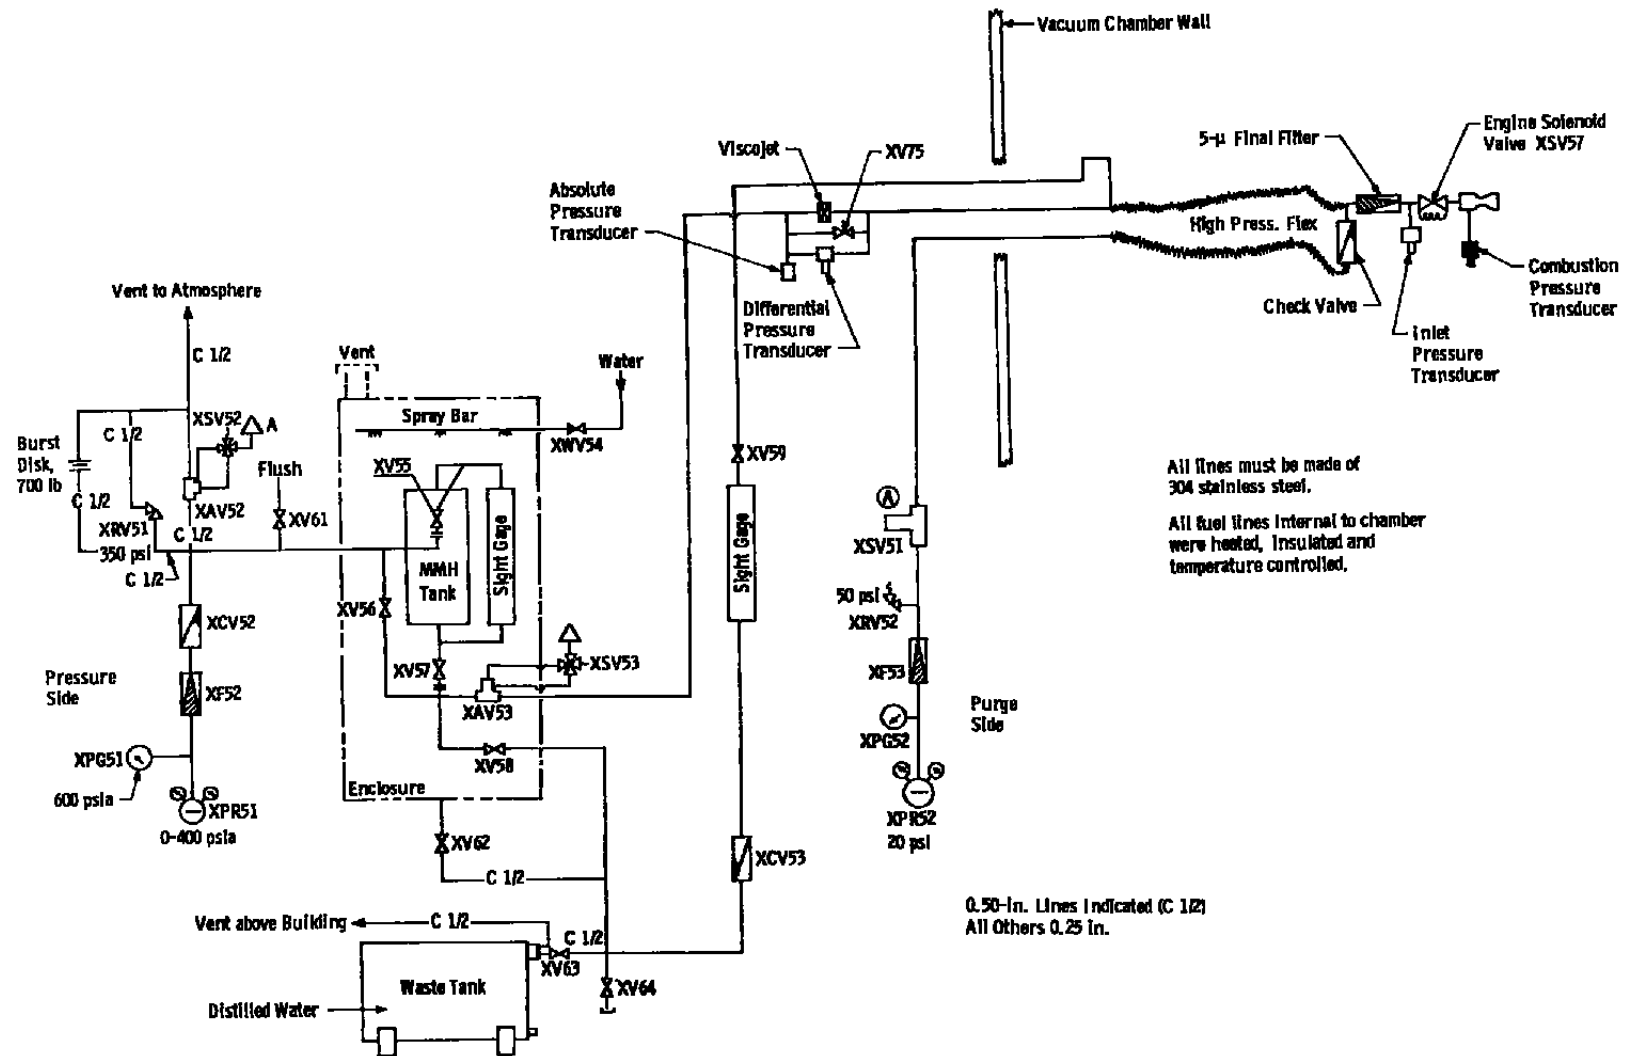 Vacuum Chamber Wall
Viscojet
XV75
5-μ Final Filter
Engine Solenoid
Valve XSV57
Absolute
Pressure
Transducer
High Press. Flex
Combustion
Pressure
Transducer
Check Valve
Inlet
Pressure
Transducer
Differential
Pressure
Transducer
Vent to Atmosphere
C 1/2
Vent
Water
XSV52
A
Spray Bar
XWV54
C 1/2
Burst
Disk,
700 lb
Flush
XV55
XV59
C 1/2
XAV52
XV61
XRV51
350 psi
C 1/2
C 1/2
MMH
Tank
Sight Gage
Sight Gage
A
XSV51
All lines must be made of
304 stainless steel.
All fuel lines internal to chamber
were heated, insulated and
temperature controlled.
XCV52
XV56
50 psi
XRV52
XV57
XSV53
XF53
Pressure
Side
XF52
XAV53
Purge
Side
XPG52
XPG51
XV58
600 psia
Enclosure
XPR51
0-400 psia
XPR52
20 psi
XV62
XCV53
C 1/2
Vent above Building
C 1/2
C 1/2
0.50-in. Lines Indicated (C 1/2)
All Others 0.25 in.
XV63
Waste Tank
XV64
Distilled Water